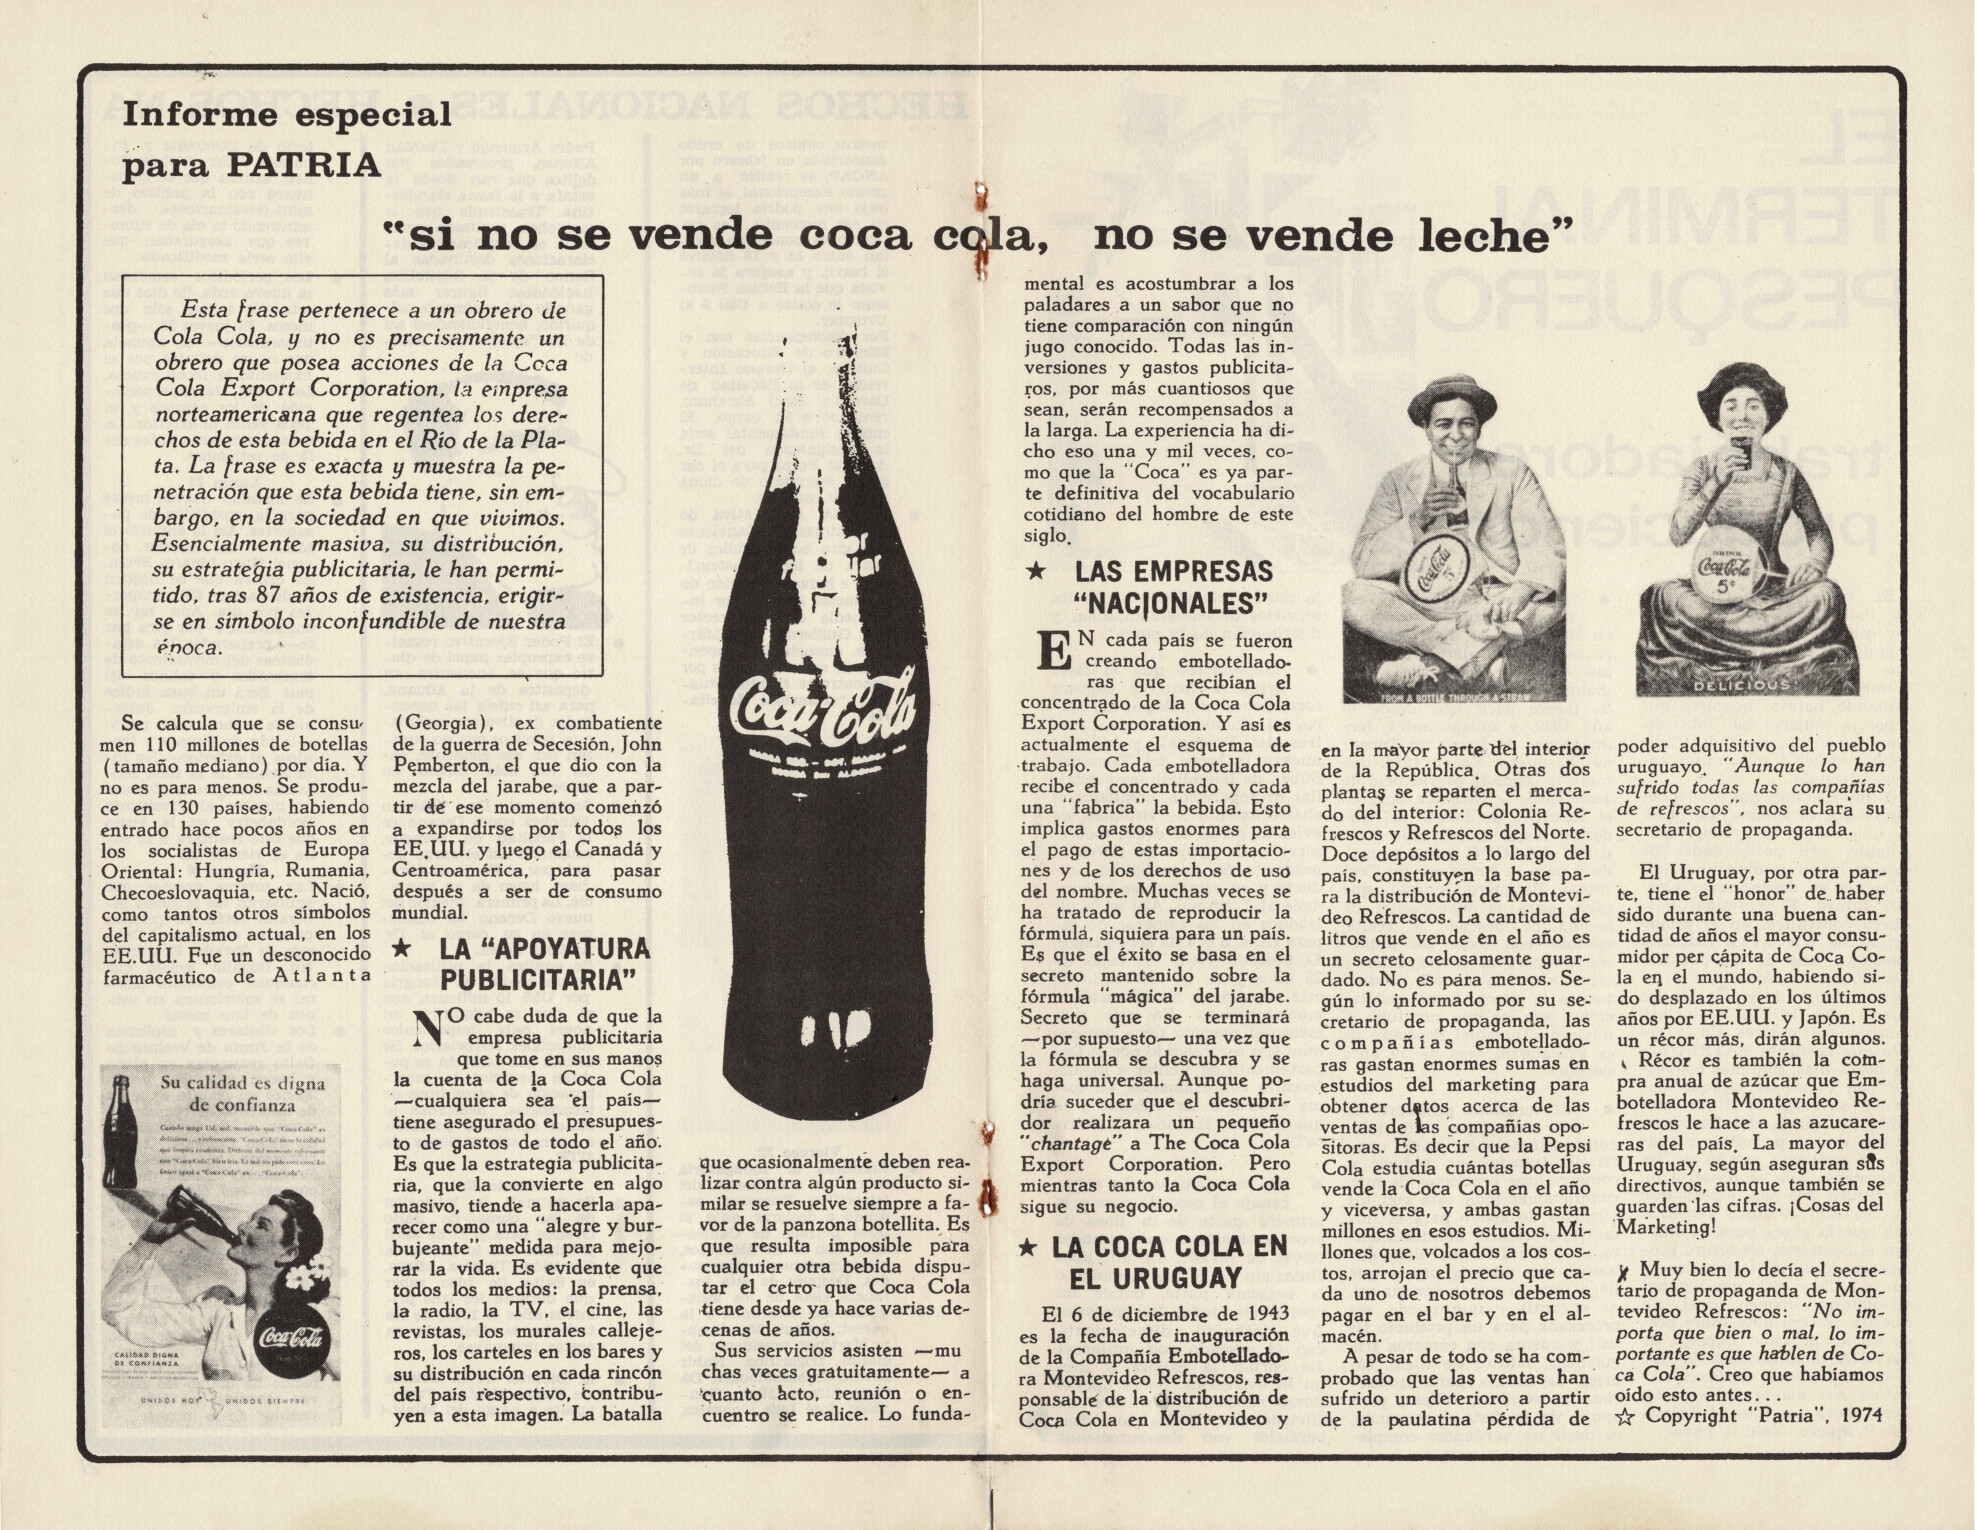 Informe especial
para PATRIA
“si no se vende coca cola, no se vende leche”
Esta frase pertenece a un obrero de
Cola Cola, y no es precisamente un
obrero que posea acciones de la Coca
Cola Export Corporation, la empresa
norteamericana que regentea los dere-
chos de esta bebida en el Río de la Pla-
ta. La frase es exacta y muestra la pe-
netración que esta bebida tiene, sin em-
bargo, en la sociedad en que vivimos.
Esencialmente masiva, su distribución,
su estrategia publicitaria, le han permi-
tido, tras 87 años de existencia, erigir-
se en símbolo inconfundible de nuestra
época.
Se calcula que se consu-
men 110 millones de botellas
(tamaño mediano) por día. Y
no es para menos. Se produ-
ce en 130 países, habiendo
entrado hace pocos años en
los socialistas de Europa
Oriental: Hungría, Rumania,
Checoeslovaquia, etc. Nació,
como tantos otros símbolos
del capitalismo actual, en los
EE.UU. Fue un desconocido
farmacéutico de Atlanta
Su calidad es digna
de confianza
Coca-Cola
CALIDAD DIGNA
DE CONFIANZA
UNIDOS HOY UNIDOS SIEMPRE
(Georgia), ex combatiente
de la guerra de Secesión, John
Pemberton, el que dio con la
mezcla del jarabe, que a par-
tir de ese momento comenzó
a expandirse por todos los
EE.UU. y luego el Canadá y
Centroamérica, para pasar
después a ser de consumo
mundial.
★ LA “APOYATURA
PUBLICITARIA”
NO cabe duda de que la
empresa publicitaria
que tome en sus manos
la cuenta de la Coca Cola
—cualquiera sea el país—
tiene asegurado el presupues-
to de gastos de todo el año.
Es que la estrategia publicita-
ria, que la convierte en algo
masivo, tiende a hacerla apa-
recer como una “alegre y bur-
bujeante” medida para mejo-
rar la vida. Es evidente que
todos los medios: la prensa,
la radio, la TV, el cine, las
revistas, los murales calleje-
ros, los carteles en los bares y
su distribución en cada rincón
del país respectivo, contribu-
yen a esta imagen. La batalla
Coca-Cola
que ocasionalmente deben rea-
lizar contra algún producto si-
milar se resuelve siempre a fa-
vor de la panzona botellita. Es
que resulta imposible para
cualquier otra bebida dispu-
tar el cetro que Coca Cola
tiene desde ya hace varias de-
cenas de años.
Sus servicios asisten —mu
chas veces gratuitamente— a
cuanto acto, reunión o en-
cuentro se realice. Lo funda-
mental es acostumbrar a los
paladares a un sabor que no
tiene comparación con ningún
jugo conocido. Todas las in-
versiones y gastos publicita-
ros, por más cuantiosos que
sean, serán recompensados a
la larga. La experiencia ha di-
cho eso una y mil veces, co-
mo que la “Coca” es ya par-
te definitiva del vocabulario
cotidiano del hombre de este
siglo.
★ LAS EMPRESAS
“NACIONALES”
EN cada país se fueron
creando embotellado-
ras que recibían el
concentrado de la Coca Cola
Export Corporation. Y así es
actualmente el esquema de
trabajo. Cada embotelladora
recibe el concentrado y cada
una “fabrica” la bebida. Esto
implica gastos enormes para
el pago de estas importacio-
nes y de los derechos de uso
del nombre. Muchas veces se
ha tratado de reproducir la
fórmula, siquiera para un país.
Es que el éxito se basa en el
secreto mantenido sobre la
fórmula “mágica” del jarabe.
Secreto que se terminará
—por supuesto— una vez que
la fórmula se descubra y se
haga universal. Aunque po-
dría suceder que el descubri-
dor realizara un pequeño
“chantage” a The Coca Cola
Export Corporation. Pero
mientras tanto la Coca Cola
sigue su negocio.
★ LA COCA COLA EN
EL URUGUAY
El 6 de diciembre de 1943
es la fecha de inauguración
de la Compañía Embotellado-
ra Montevideo Refrescos, res-
ponsable de la distribución de
Coca Cola en Montevideo y
Coca-Cola
5¢
FROM A BOTTLE THROUGH A STRAW
DRINK
Coca-Cola
5¢
DELICIOUS
en la mayor parte del interior
de la República. Otras dos
plantas se reparten el merca-
do del interior: Colonia Re-
frescos y Refrescos del Norte.
Doce depósitos a lo largo del
país, constituyen la base pa-
ra la distribución de Montevi-
deo Refrescos. La cantidad de
litros que vende en el año es
un secreto celosamente guar-
dado. No es para menos. Se-
gún lo informado por su se-
cretario de propaganda, las
compañías embotellado-
ras gastan enormes sumas en
estudios del marketing para
obtener datos acerca de las
ventas de las compañías opo-
sitoras. Es decir que la Pepsi
Cola estudia cuántas botellas
vende la Coca Cola en el año
y viceversa, y ambas gastan
millones en esos estudios. Mi-
llones que, volcados a los cos-
tos, arrojan el precio que ca-
da uno de nosotros debemos
pagar en el bar y en el al-
macén.
A pesar de todo se ha com-
probado que las ventas han
sufrido un deterioro a partir
de la paulatina pérdida de
poder adquisitivo del pueblo
uruguayo. “Aunque lo han
sufrido todas las compañías
de refrescos”, nos aclara su
secretario de propaganda.
El Uruguay, por otra par-
te, tiene el “honor” de haber
sido durante una buena can-
tidad de años el mayor consu-
midor per cápita de Coca Co-
la en el mundo, habiendo si-
do desplazado en los últimos
años por EE.UU. y Japón. Es
un récor más, dirán algunos.
Récor es también la com-
pra anual de azúcar que Em-
botelladora Montevideo Re-
frescos le hace a las azucare-
ras del país. La mayor del
Uruguay, según aseguran sus
directivos, aunque también se
guarden las cifras. ¡Cosas del
Marketing!
Muy bien lo decía el secre-
tario de propaganda de Mon-
tevideo Refrescos: “No im-
porta que bien o mal, lo im-
portante es que hablen de Co-
ca Cola”. Creo que habíamos
oído esto antes...
☆ Copyright “Patria”, 1974